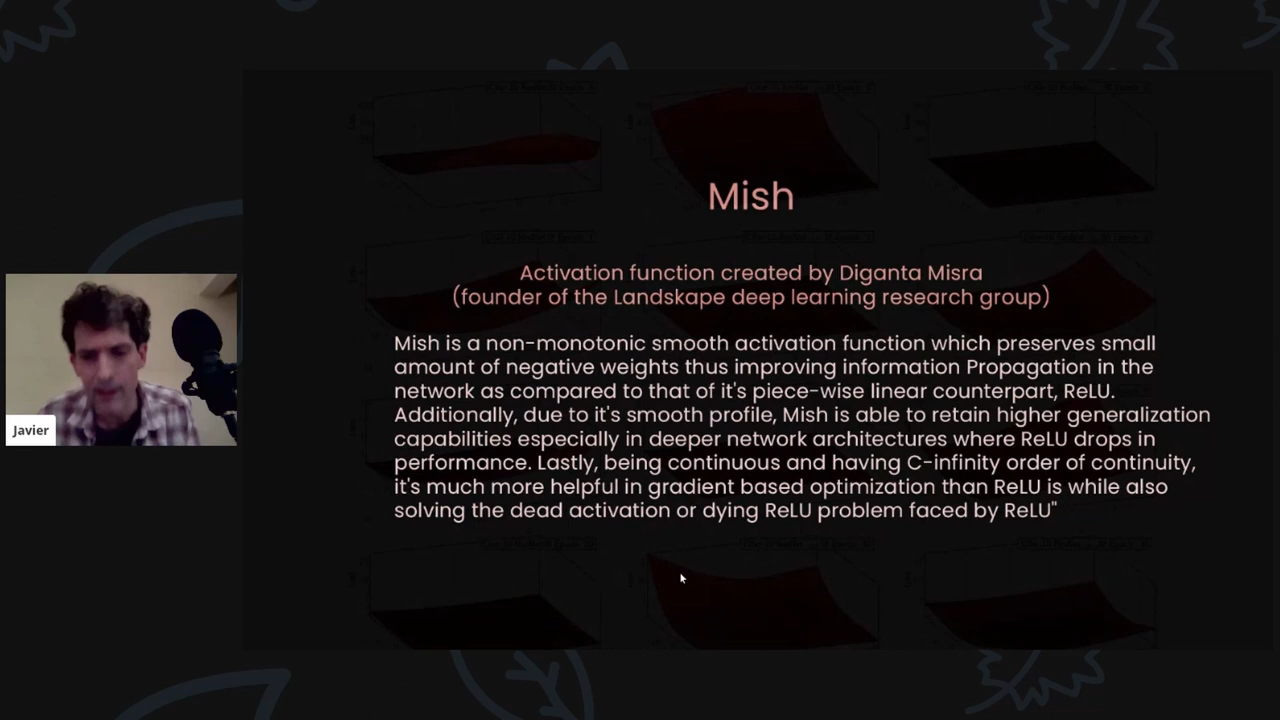 Mish
Activation function created by Diganta Misra
(founder of the Landskape deep learning research group)
Mish is a non-monotonic smooth activation function which preserves small
amount of negative weights thus improving information Propagation in the
network as compared to that of it's piece-wise linear counterpart, ReLU.
Additionally, due to it's smooth profile, Mish is able to retain higher generalization
capabilities especially in deeper network architectures where ReLU drops in
performance. Lastly, being continuous and having C-infinity order of continuity,
it's much more helpful in gradient based optimization than ReLU is while also
solving the dead activation or dying ReLU problem faced by ReLU"
Javier